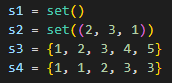 s1 = set()
s2 = set((2, 3, 1))
s3 = {1, 2, 3, 4, 5}
s4 = {1, 1, 2, 3, 3}